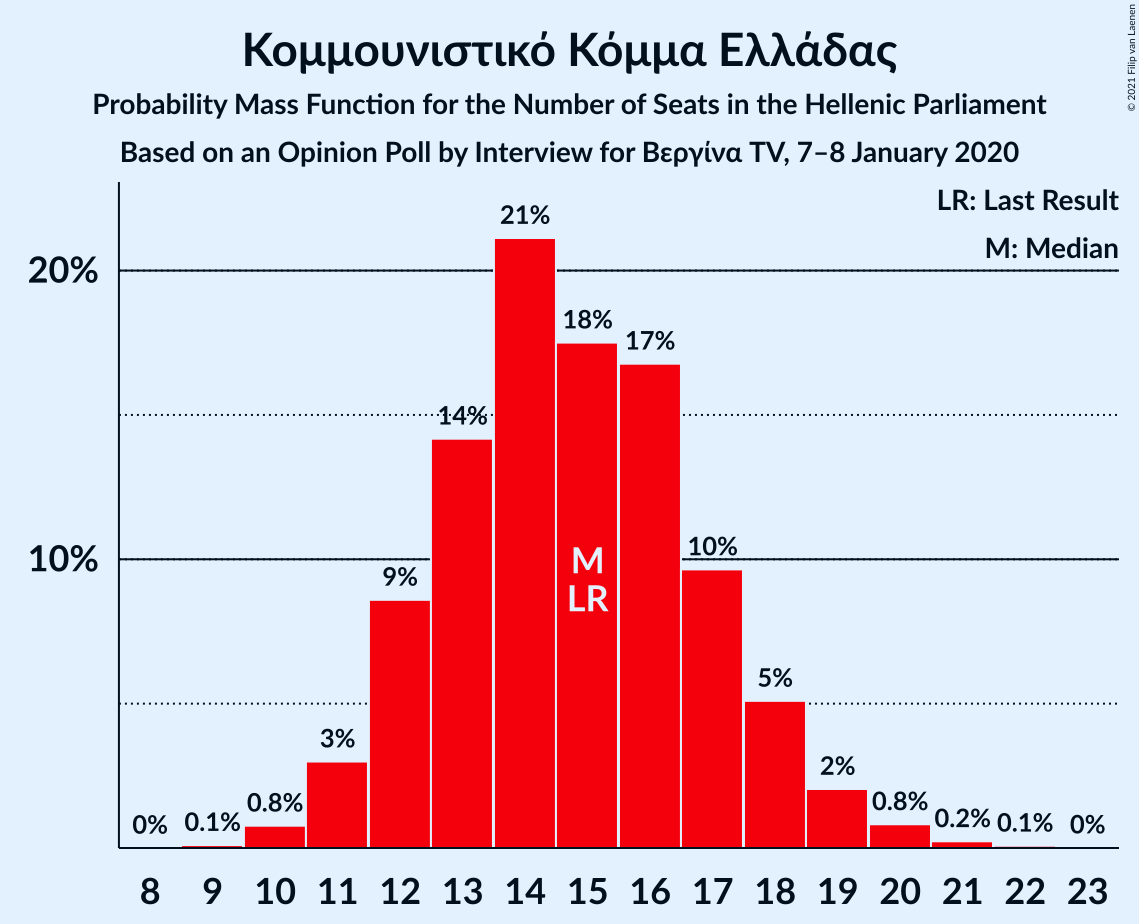 © 2021 Filip van Laenen
Κομμουνιστικό Κόμμα Ελλάδας
Probability Mass Function for the Number of Seats in the Hellenic Parliament
Based on an Opinion Poll by Interview for Βεργίνα TV, 7–8 January 2020
LR: Last Result
M: Median
20%
10%
0%
0.1%
0.8%
3%
9%
14%
21%
18%
17%
10%
5%
2%
0.8%
0.2%
0.1%
0%
M
LR
8 9 10 11 12 13 14 15 16 17 18 19 20 21 22 23